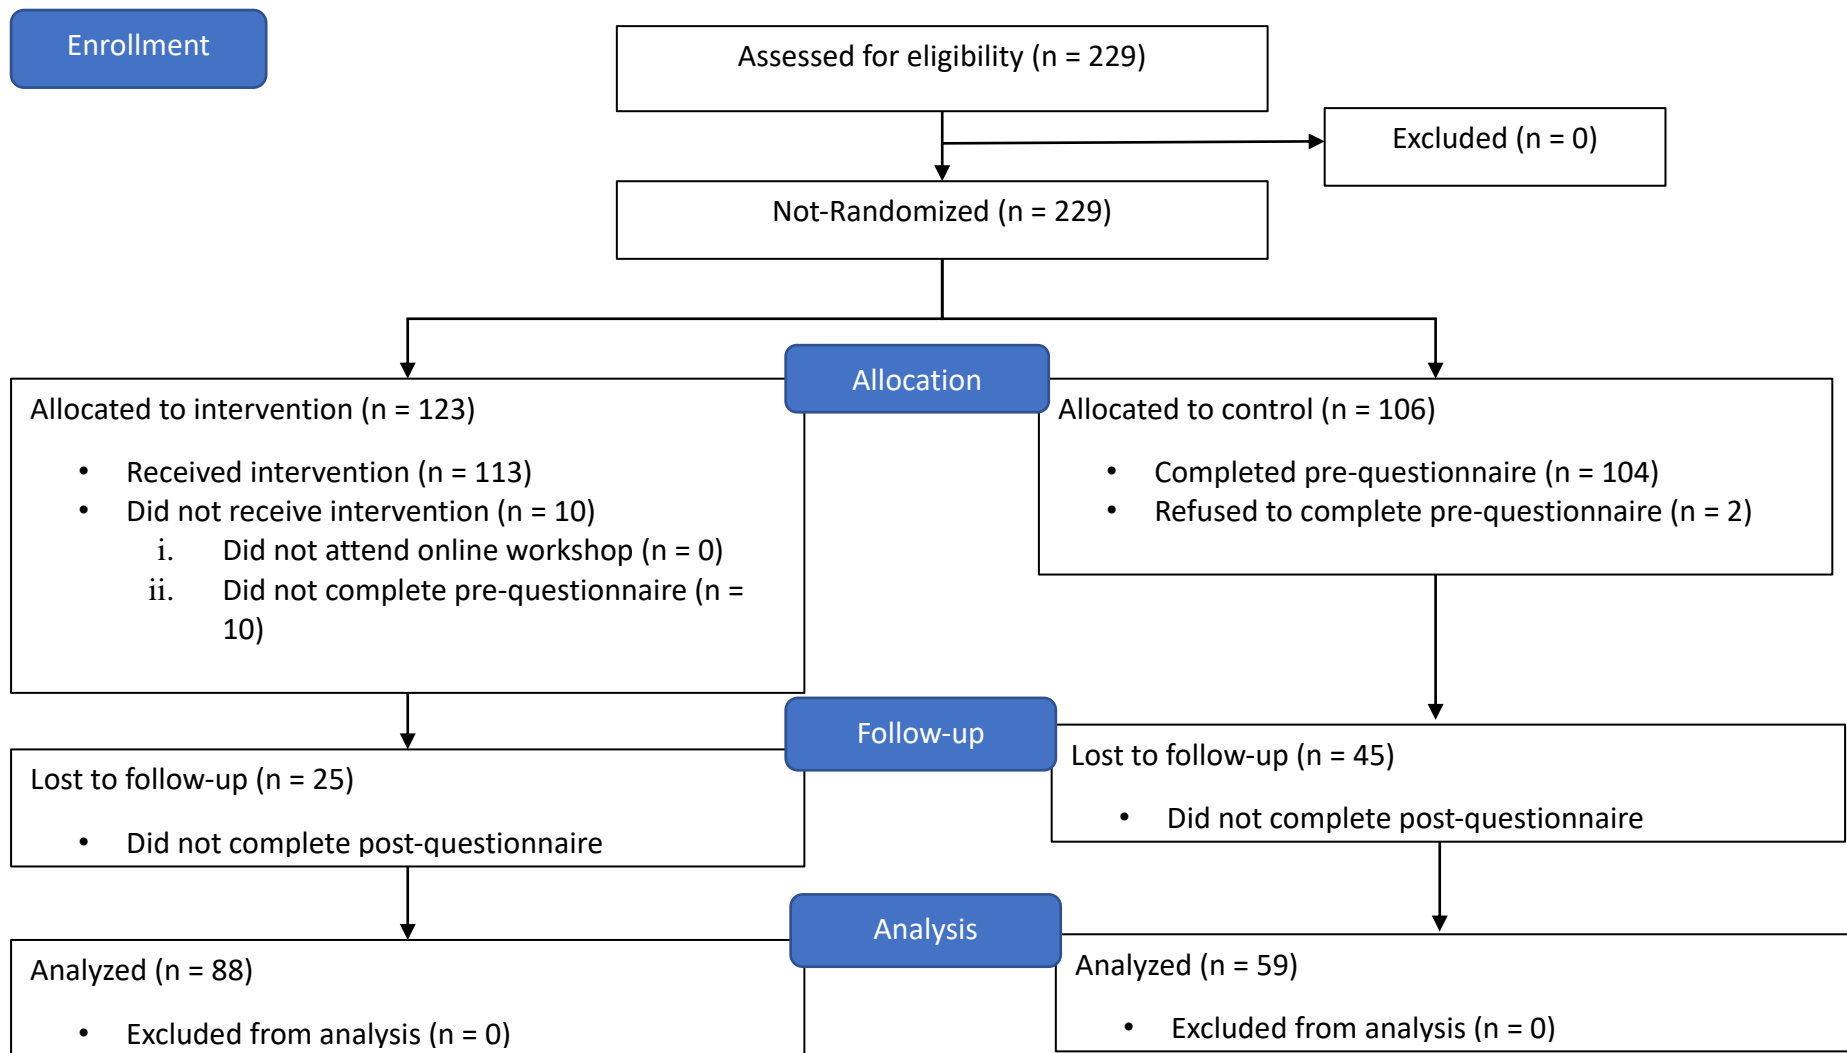 Enrollment
Assessed for eligibility (n = 229)
Excluded (n = 0)
Not-Randomized (n = 229)
Allocation
Allocated to intervention (n = 123)
• Received intervention (n = 113)
• Did not receive intervention (n = 10)
i. Did not attend online workshop (n = 0)
ii. Did not complete pre-questionnaire (n =
10)
Allocated to control (n = 106)
• Completed pre-questionnaire (n = 104)
• Refused to complete pre-questionnaire (n = 2)
Follow-up
Lost to follow-up (n = 25)
• Did not complete post-questionnaire
Lost to follow-up (n = 45)
• Did not complete post-questionnaire
Analysis
Analyzed (n = 88)
• Excluded from analysis (n = 0)
Analyzed (n = 59)
• Excluded from analysis (n = 0)